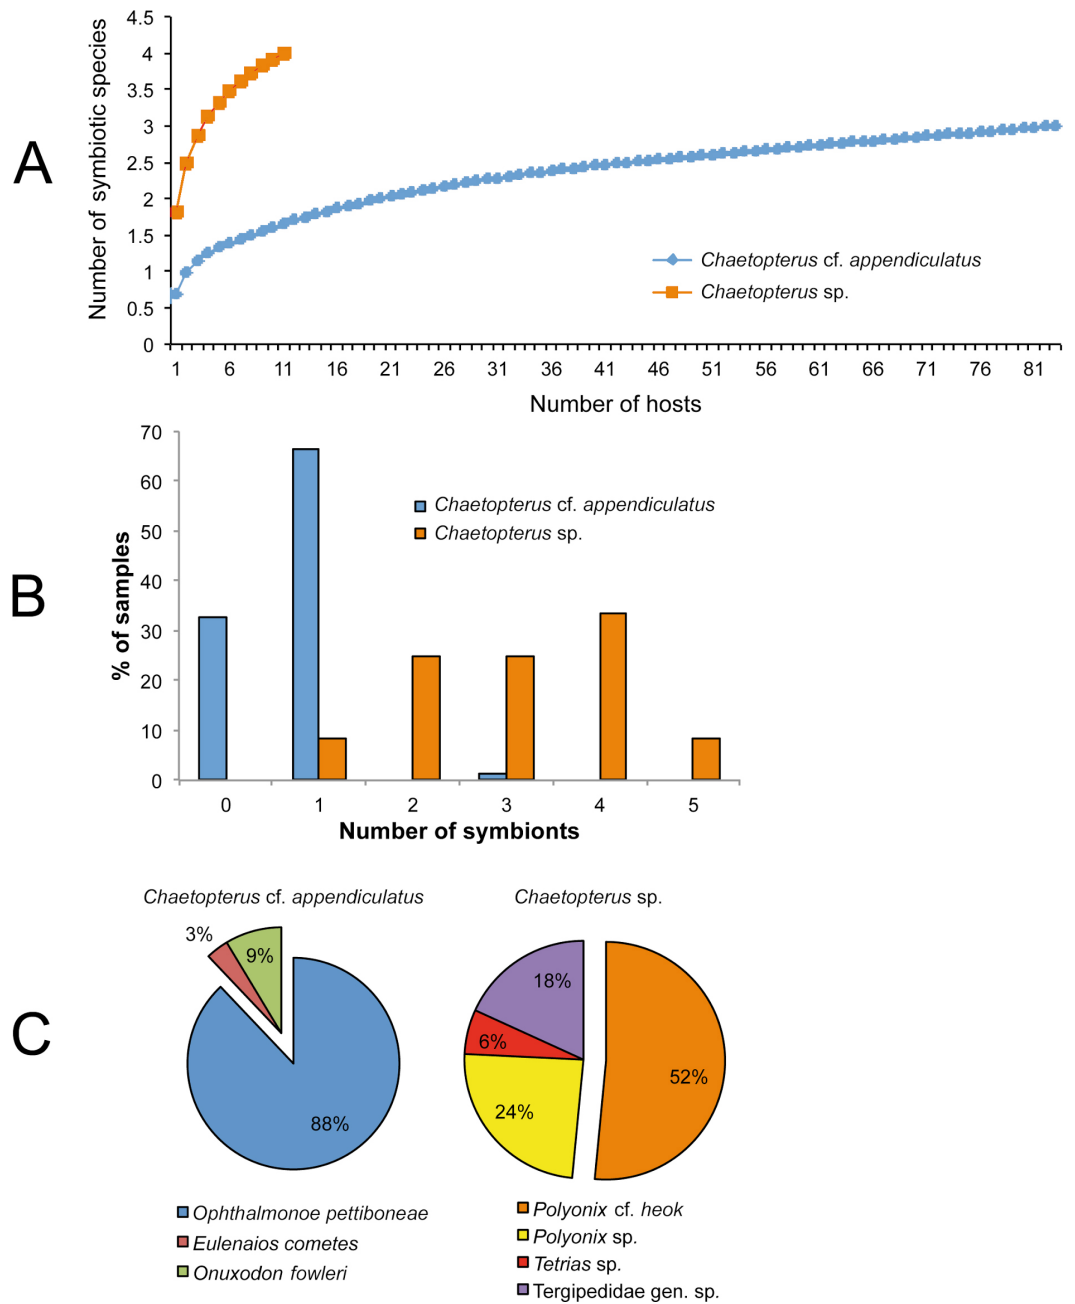 A
Number of symbiotic species
4.5
4
3.5
3
2.5
2
1.5
1
0.5
0
1 6 11 16 21 26 31 36 41 46 51 56 61 66 71 76 81
Number of hosts
Chaetopterus cf. appendiculatus
Chaetopterus sp.
B
% of samples
70
60
50
40
30
20
10
0
0 1 2 3 4 5
Number of symbionts
Chaetopterus cf. appendiculatus
Chaetopterus sp.
C
Chaetopterus cf. appendiculatus
3%
9%
88%
Ophthalmonoe pettiboneae
Eulenaios cometes
Onuxodon fowleri
Chaetopterus sp.
18%
6%
24%
52%
Polyonix cf. heok
Polyonix sp.
Tetrias sp.
Tergipedidae gen. sp.